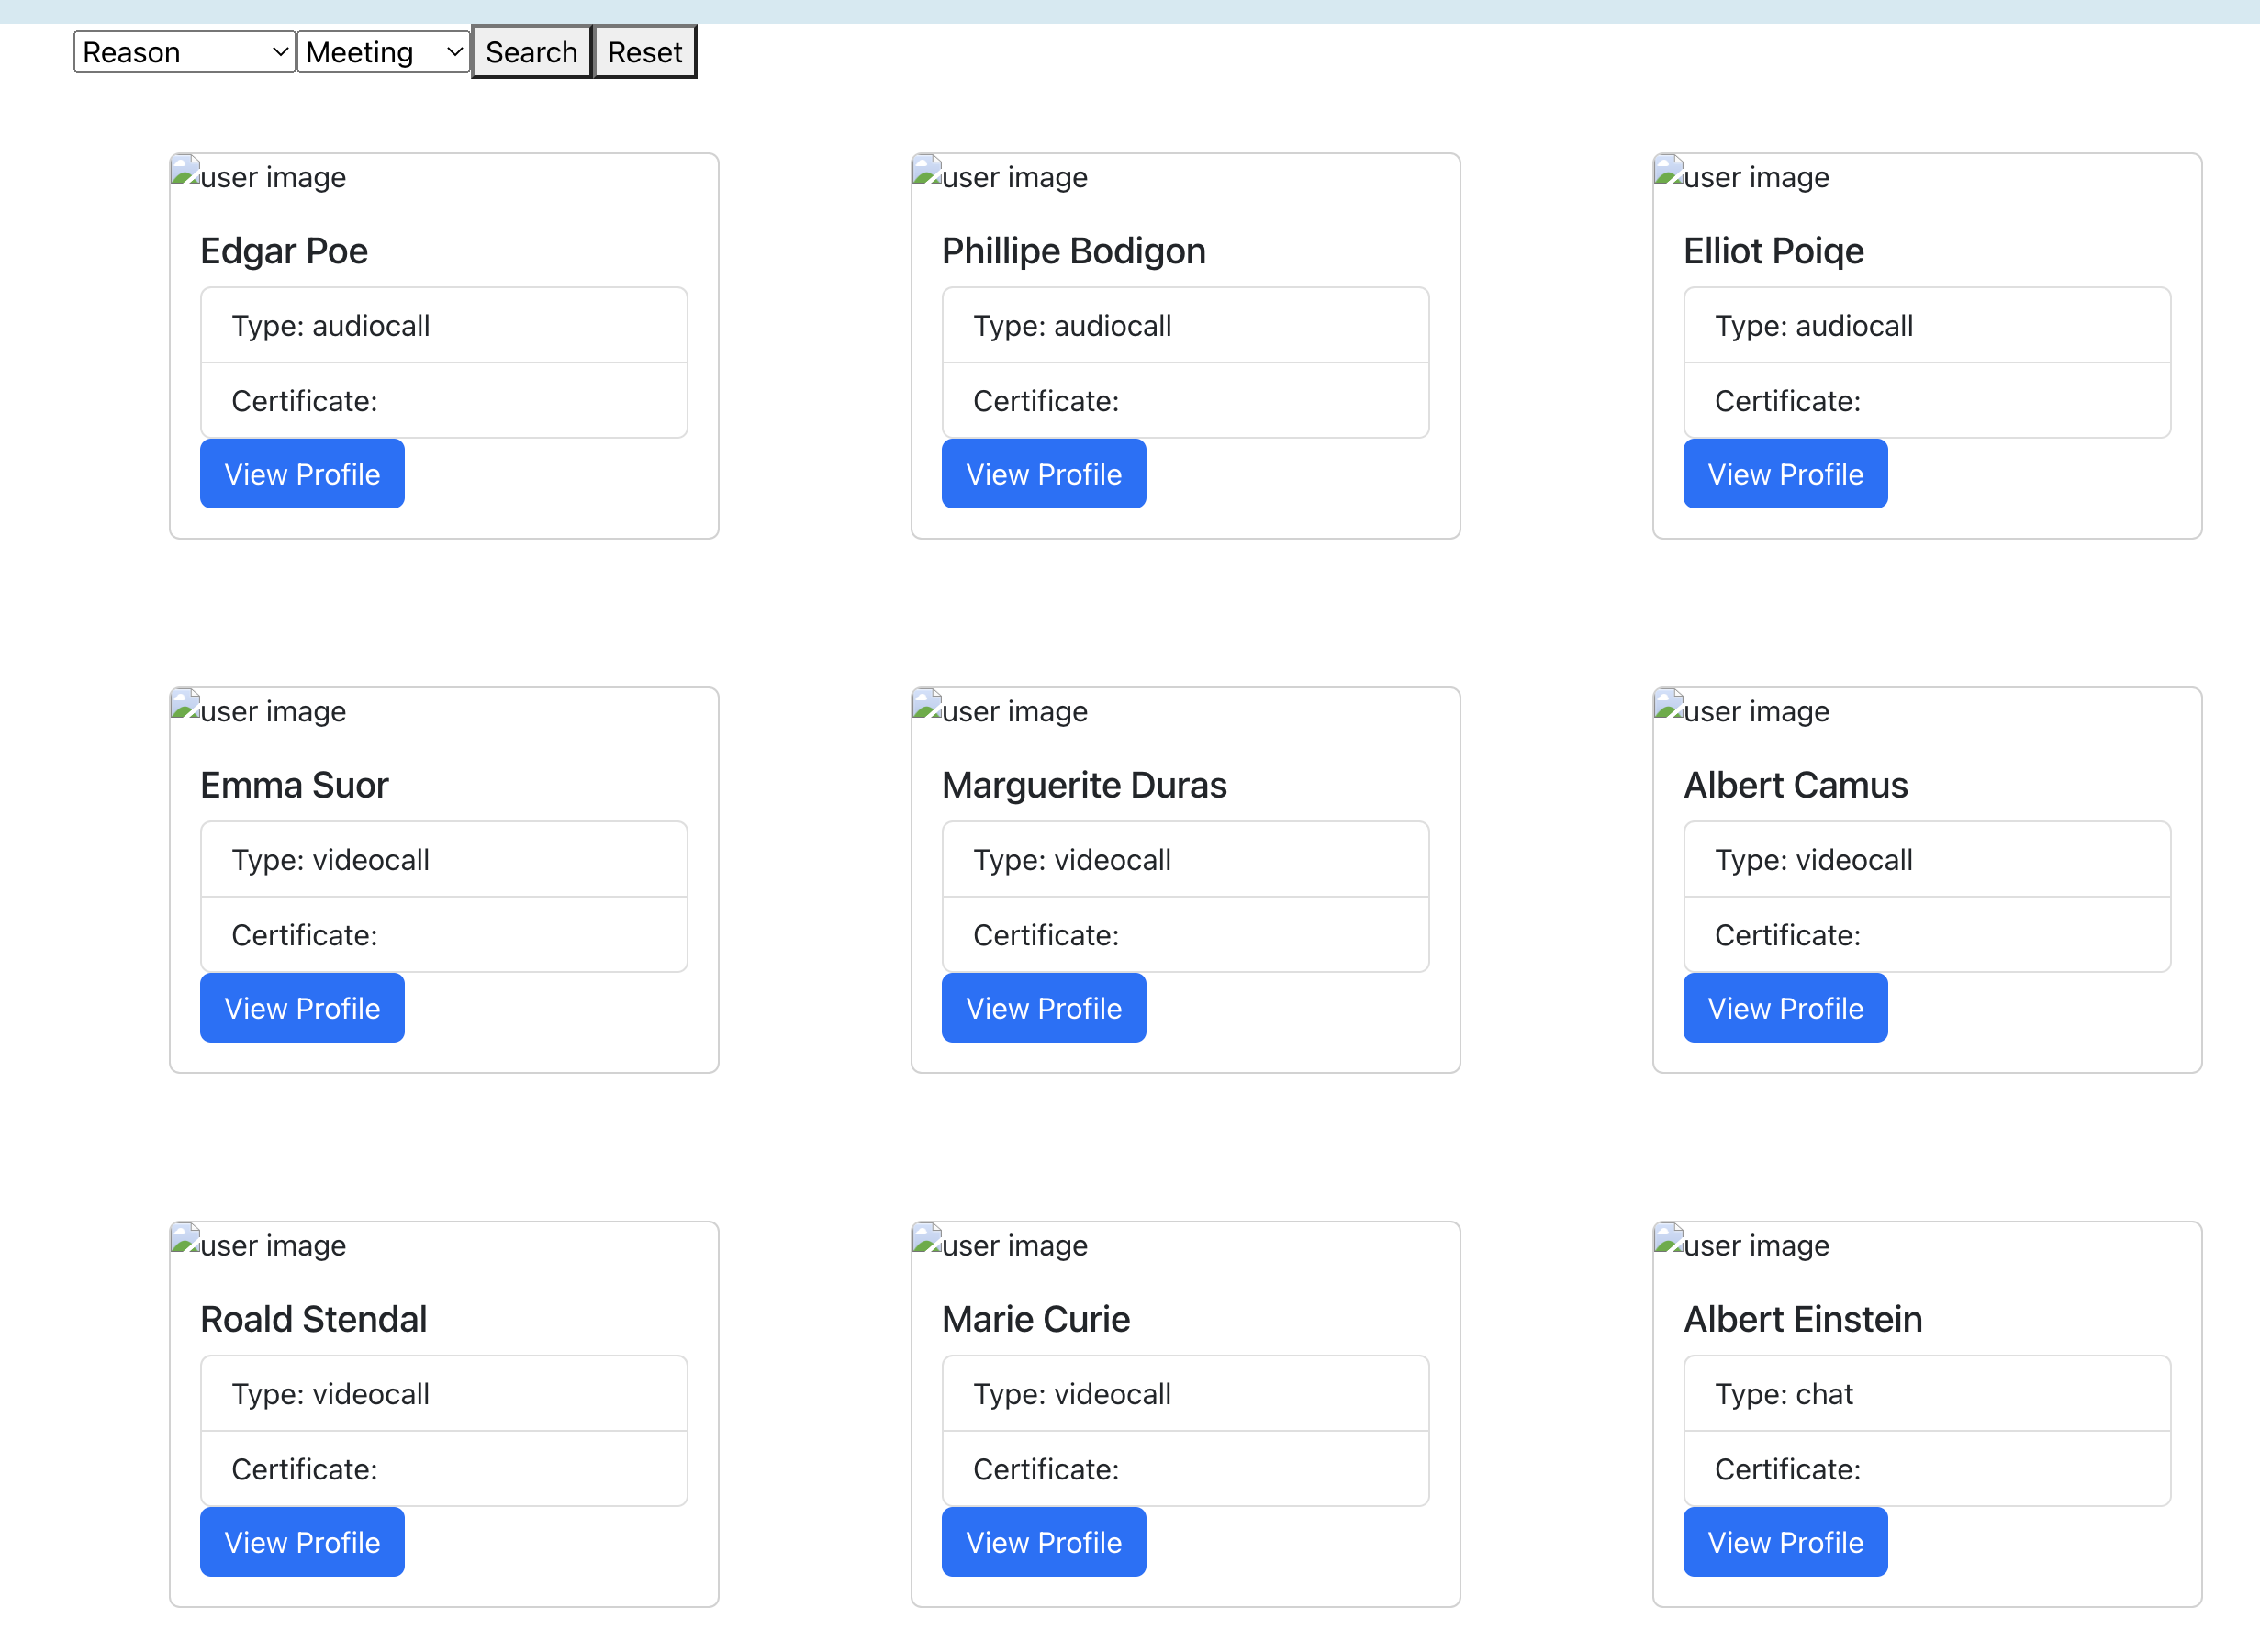 Reason Meeting Search Reset
user image user image user image
Edgar Poe Phillipe Bodigon Elliot Poiqe
Type: audiocall Type: audiocall Type: audiocall
Certificate: Certificate: Certificate:
View Profile View Profile View Profile
user image user image user image
Emma Suor Marguerite Duras Albert Camus
Type: videocall Type: videocall Type: videocall
Certificate: Certificate: Certificate:
View Profile View Profile View Profile
user image user image user image
Roald Stendal Marie Curie Albert Einstein
Type: videocall Type: videocall Type: chat
Certificate: Certificate: Certificate:
View Profile View Profile View Profile